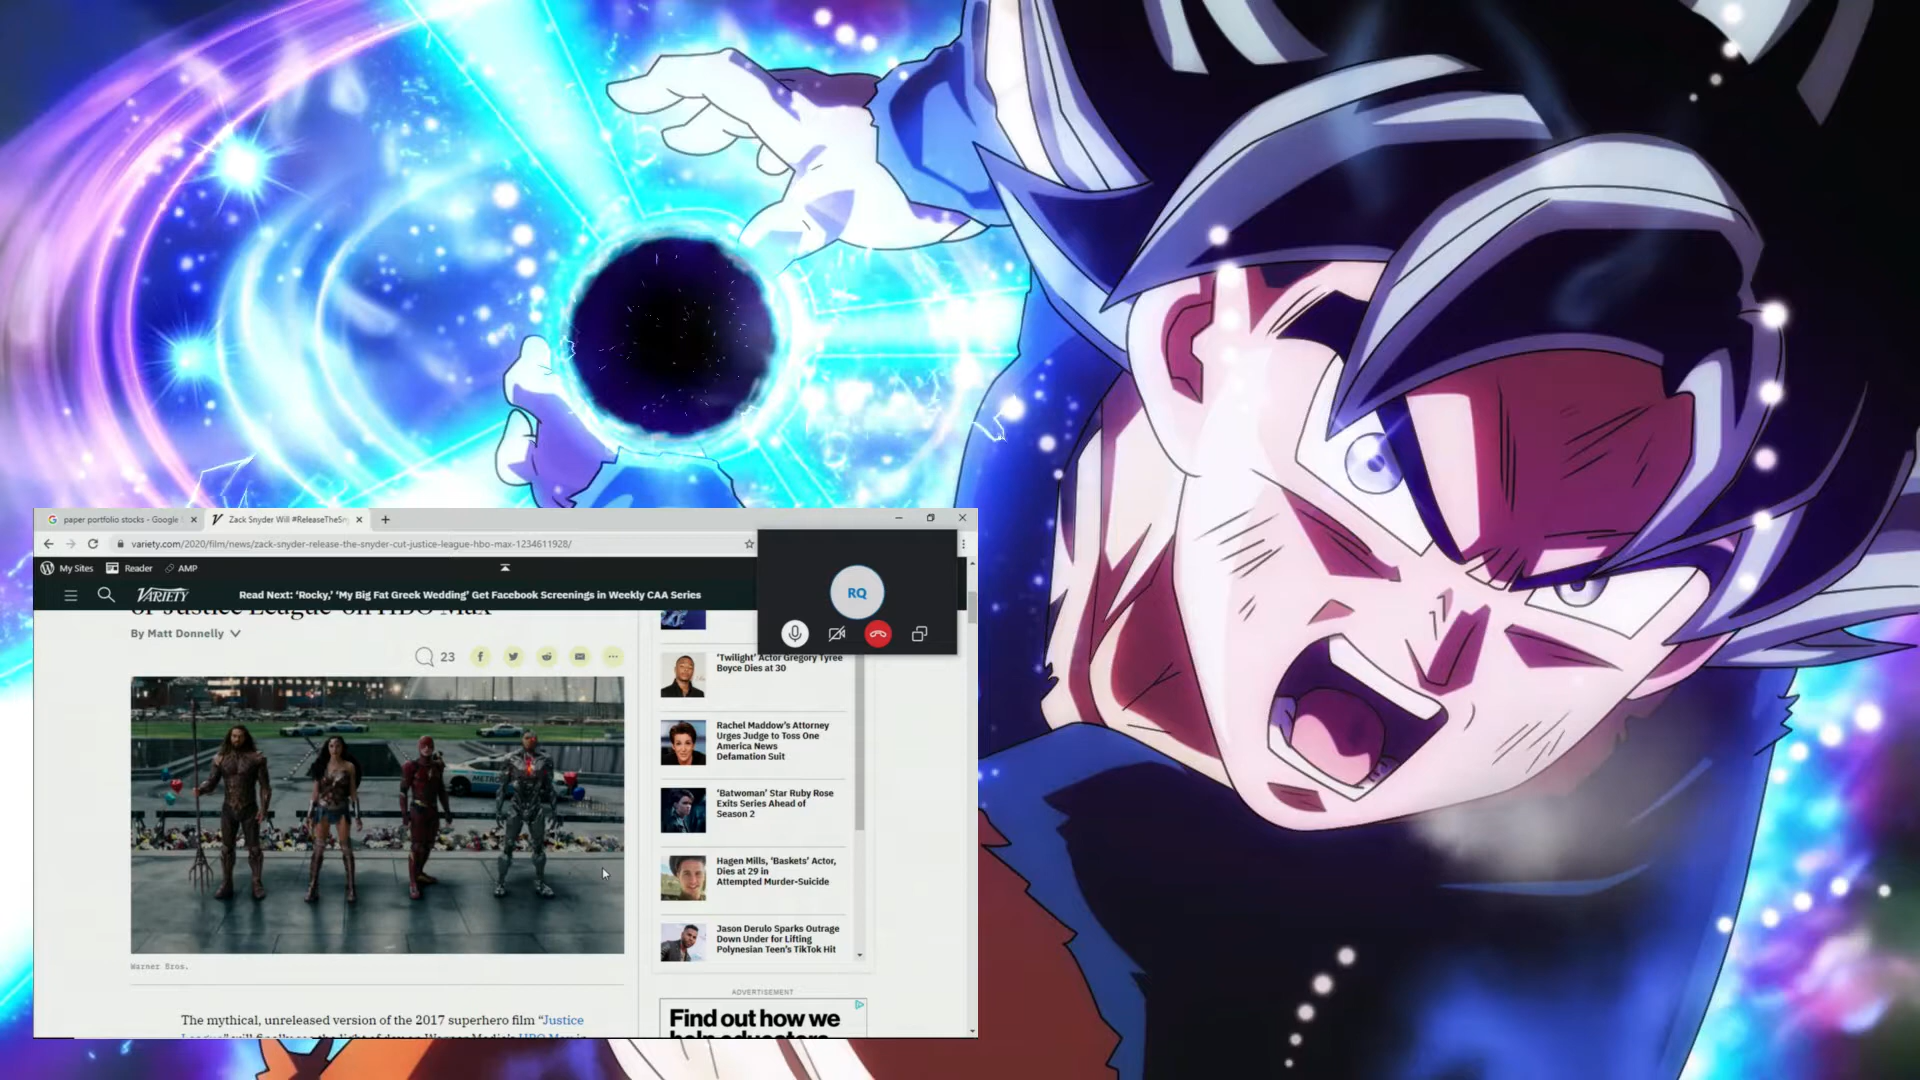 paper portfolio stocks - Google
Zack Snyder Will #ReleaseTheSn
variety.com/2020/film/news/zack-snyder-release-the-snyder-cut-justice-league-hbo-max-1234611928/
My Sites Reader AMP
VARIETY
Read Next: ‘Rocky,’ ‘My Big Fat Greek Wedding’ Get Facebook Screenings in Weekly CAA Series
RQ
of ‘Justice League’ on HBO Max
By Matt Donnelly
23
Warner Bros.
The mythical, unreleased version of the 2017 superhero film “Justice
‘Twilight’ Actor Gregory Tyree
Boyce Dies at 30
Rachel Maddow’s Attorney
Urges Judge to Toss One
America News
Defamation Suit
‘Batwoman’ Star Ruby Rose
Exits Series Ahead of
Season 2
Hagen Mills, ‘Baskets’ Actor,
Dies at 29 in
Attempted Murder-Suicide
Jason Derulo Sparks Outrage
Down Under for Lifting
Polynesian Teen’s TikTok Hit
ADVERTISEMENT
Find out how we